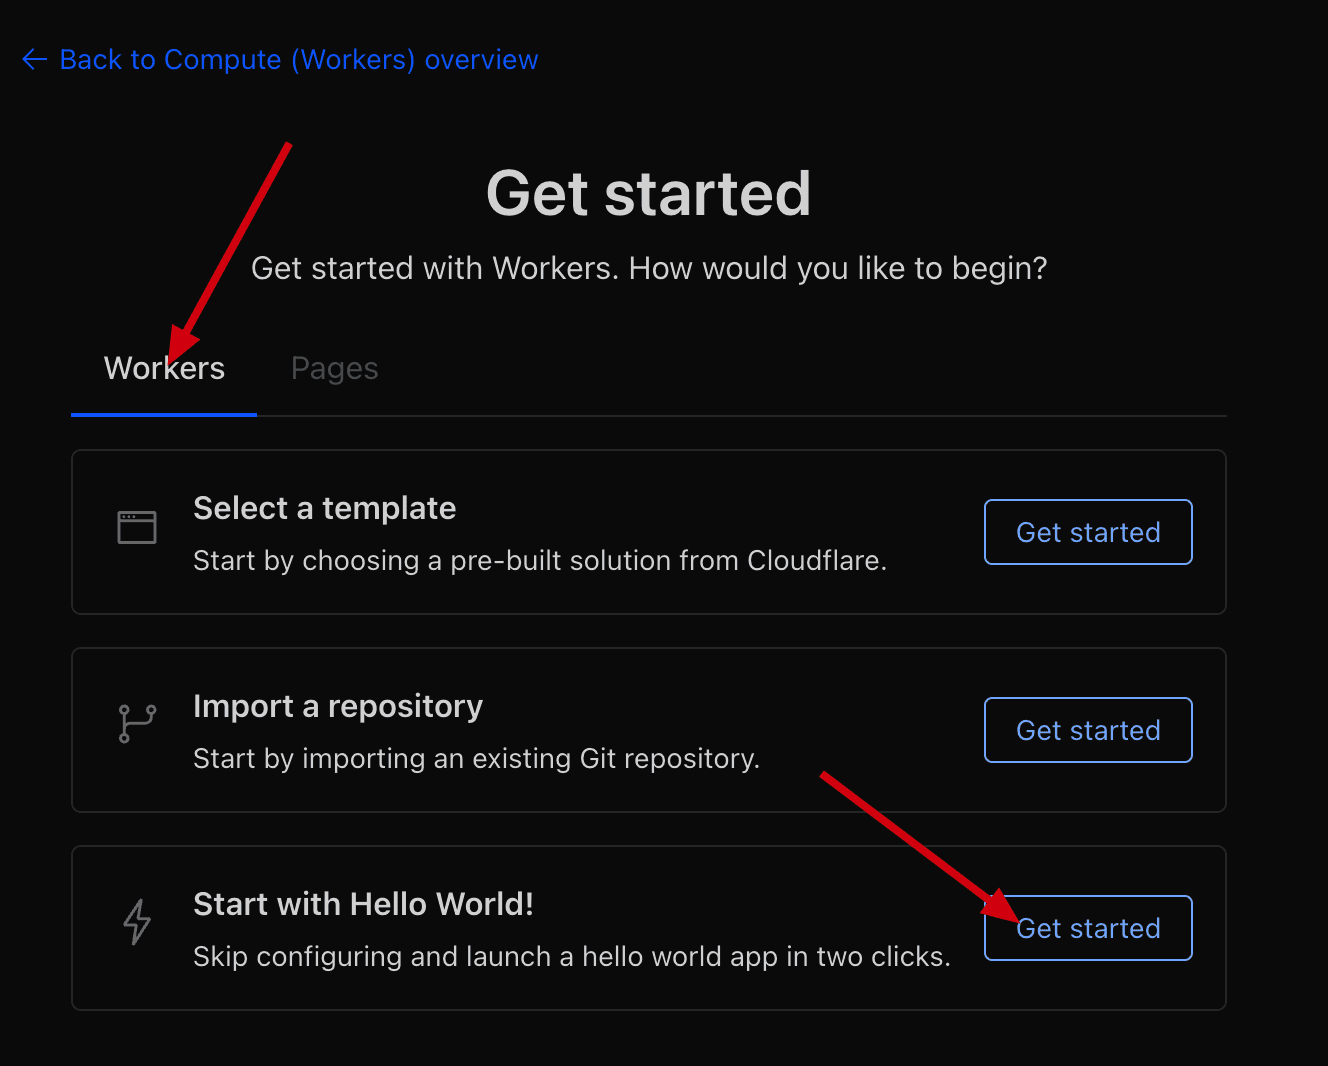 Back to Compute (Workers) overview
Get started
Get started with Workers. How would you like to begin?
Workers
Pages
Select a template
Start by choosing a pre-built solution from Cloudflare.
Get started
Import a repository
Start by importing an existing Git repository.
Get started
Start with Hello World!
Skip configuring and launch a hello world app in two clicks.
Get started